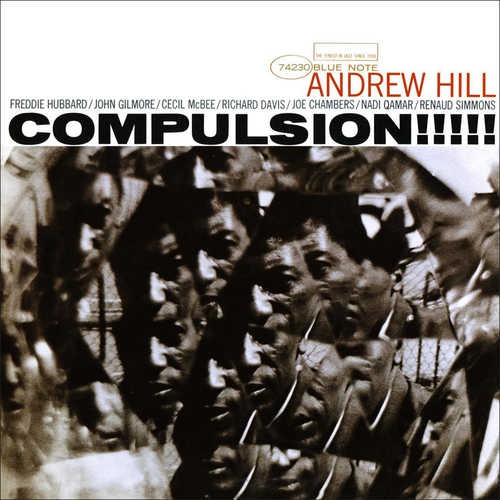 THE FINEST IN JAZZ SINCE 1939
74230 BLUE NOTE
ANDREW HILL
FREDDIE HUBBARD/JOHN GILMORE/CECIL McBEE/RICHARD DAVIS/JOE CHAMBERS/NADI QAMAR/RENAUD SIMMONS
COMPULSION!!!!!